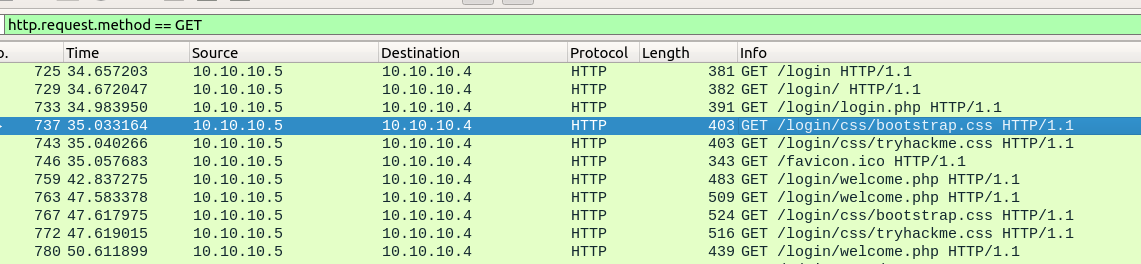 http.request.method == GET
o. Time Source Destination Protocol Length Info
725 34.657203 10.10.10.5 10.10.10.4 HTTP 381 GET /login HTTP/1.1
729 34.672047 10.10.10.5 10.10.10.4 HTTP 382 GET /login/ HTTP/1.1
733 34.983950 10.10.10.5 10.10.10.4 HTTP 391 GET /login/login.php HTTP/1.1
737 35.033164 10.10.10.5 10.10.10.4 HTTP 403 GET /login/css/bootstrap.css HTTP/1.1
743 35.040266 10.10.10.5 10.10.10.4 HTTP 403 GET /login/css/tryhackme.css HTTP/1.1
746 35.057683 10.10.10.5 10.10.10.4 HTTP 343 GET /favicon.ico HTTP/1.1
759 42.837275 10.10.10.5 10.10.10.4 HTTP 483 GET /login/welcome.php HTTP/1.1
763 47.583378 10.10.10.5 10.10.10.4 HTTP 509 GET /login/welcome.php HTTP/1.1
767 47.617975 10.10.10.5 10.10.10.4 HTTP 524 GET /login/css/bootstrap.css HTTP/1.1
772 47.619015 10.10.10.5 10.10.10.4 HTTP 516 GET /login/css/tryhackme.css HTTP/1.1
780 50.611899 10.10.10.5 10.10.10.4 HTTP 439 GET /login/welcome.php HTTP/1.1